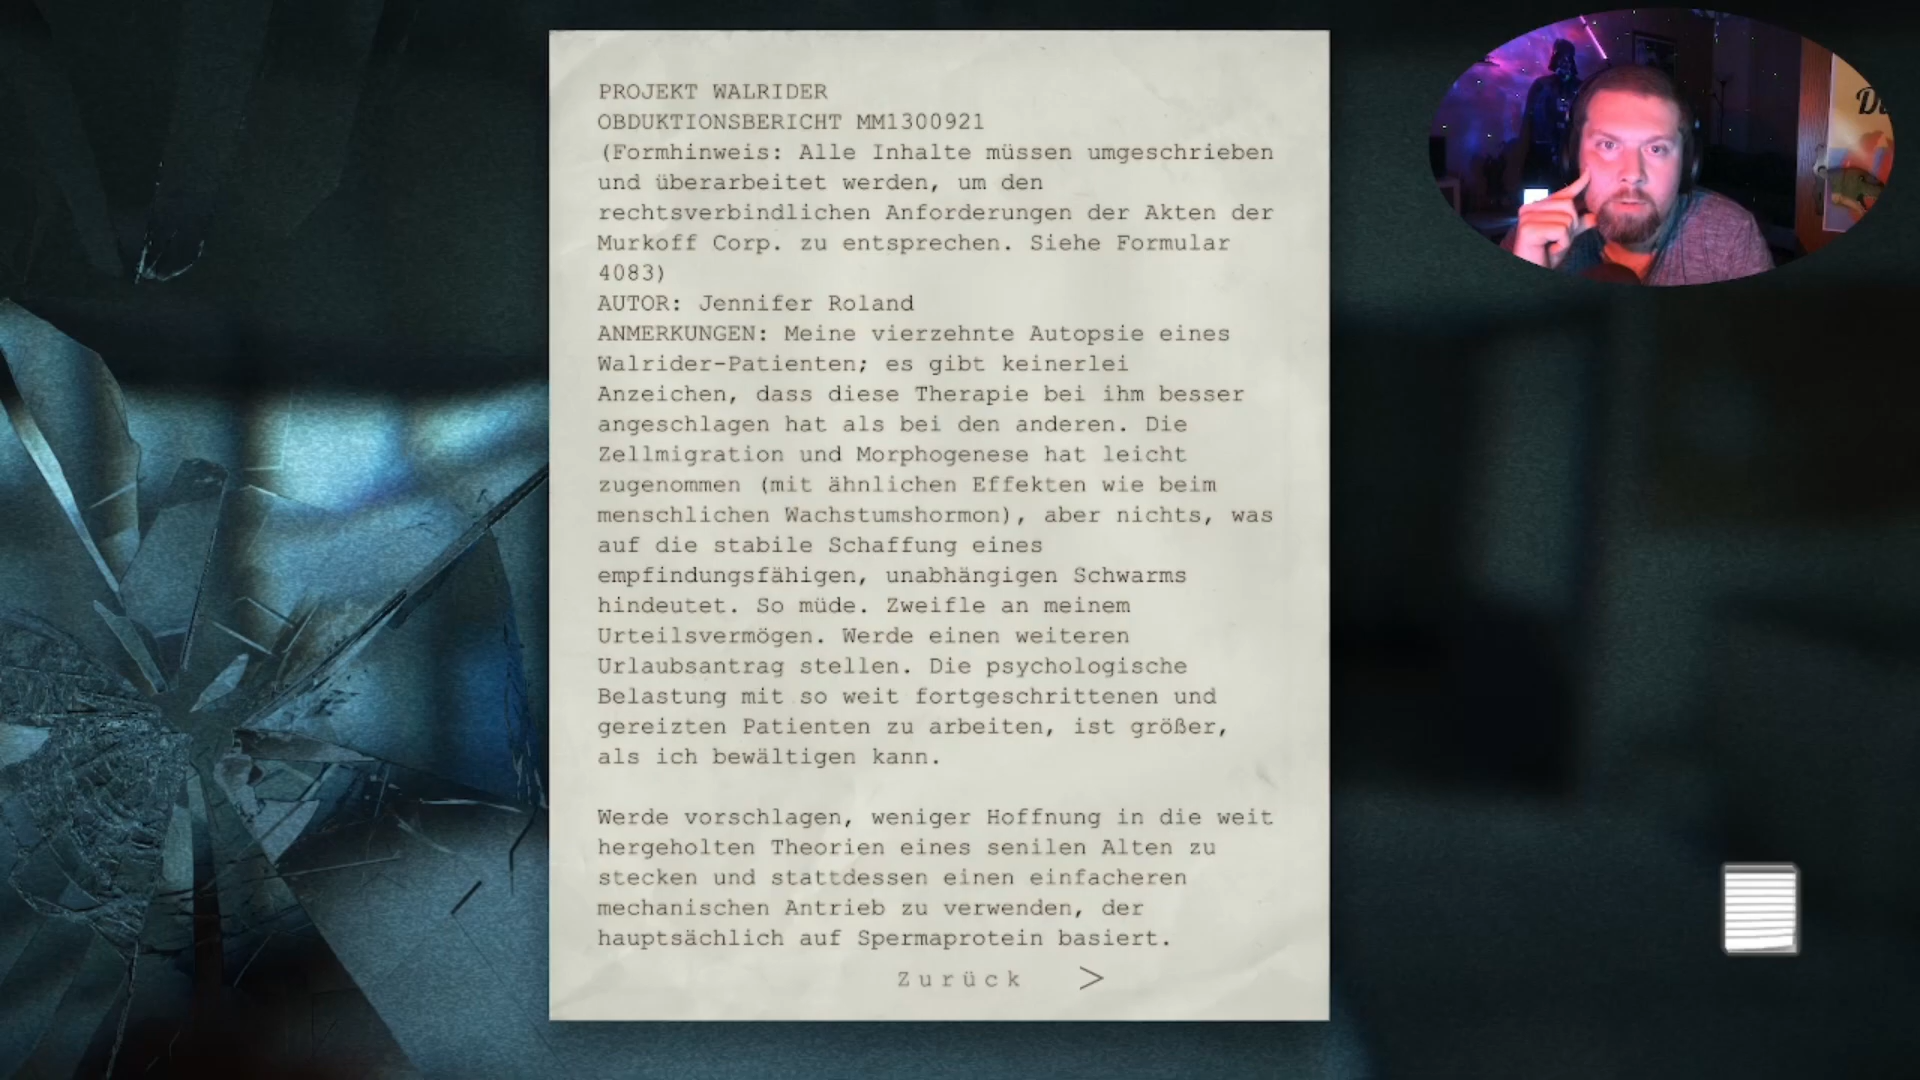 PROJEKT WALRIDER
OBDUKTIONSBERICHT MM1300921
(Formhinweis: Alle Inhalte müssen umgeschrieben
und überarbeitet werden, um den
rechtsverbindlichen Anforderungen der Akten der
Murkoff Corp. zu entsprechen. Siehe Formular
4083)
AUTOR: Jennifer Roland
ANMERKUNGEN: Meine vierzehnte Autopsie eines
Walrider-Patienten; es gibt keinerlei
Anzeichen, dass diese Therapie bei ihm besser
angeschlagen hat als bei den anderen. Die
Zellmigration und Morphogenese hat leicht
zugenommen (mit ähnlichen Effekten wie beim
menschlichen Wachstumshormon), aber nichts, was
auf die stabile Schaffung eines
empfindungsfähigen, unabhängigen Schwarms
hindeutet. So müde. Zweifle an meinem
Urteilsvermögen. Werde einen weiteren
Urlaubsantrag stellen. Die psychologische
Belastung mit so weit fortgeschrittenen und
gereizten Patienten zu arbeiten, ist größer,
als ich bewältigen kann.
Werde vorschlagen, weniger Hoffnung in die weit
hergeholten Theorien eines senilen Alten zu
stecken und stattdessen einen einfacheren
mechanischen Antrieb zu verwenden, der
hauptsächlich auf Spermaprotein basiert.
Zurück >